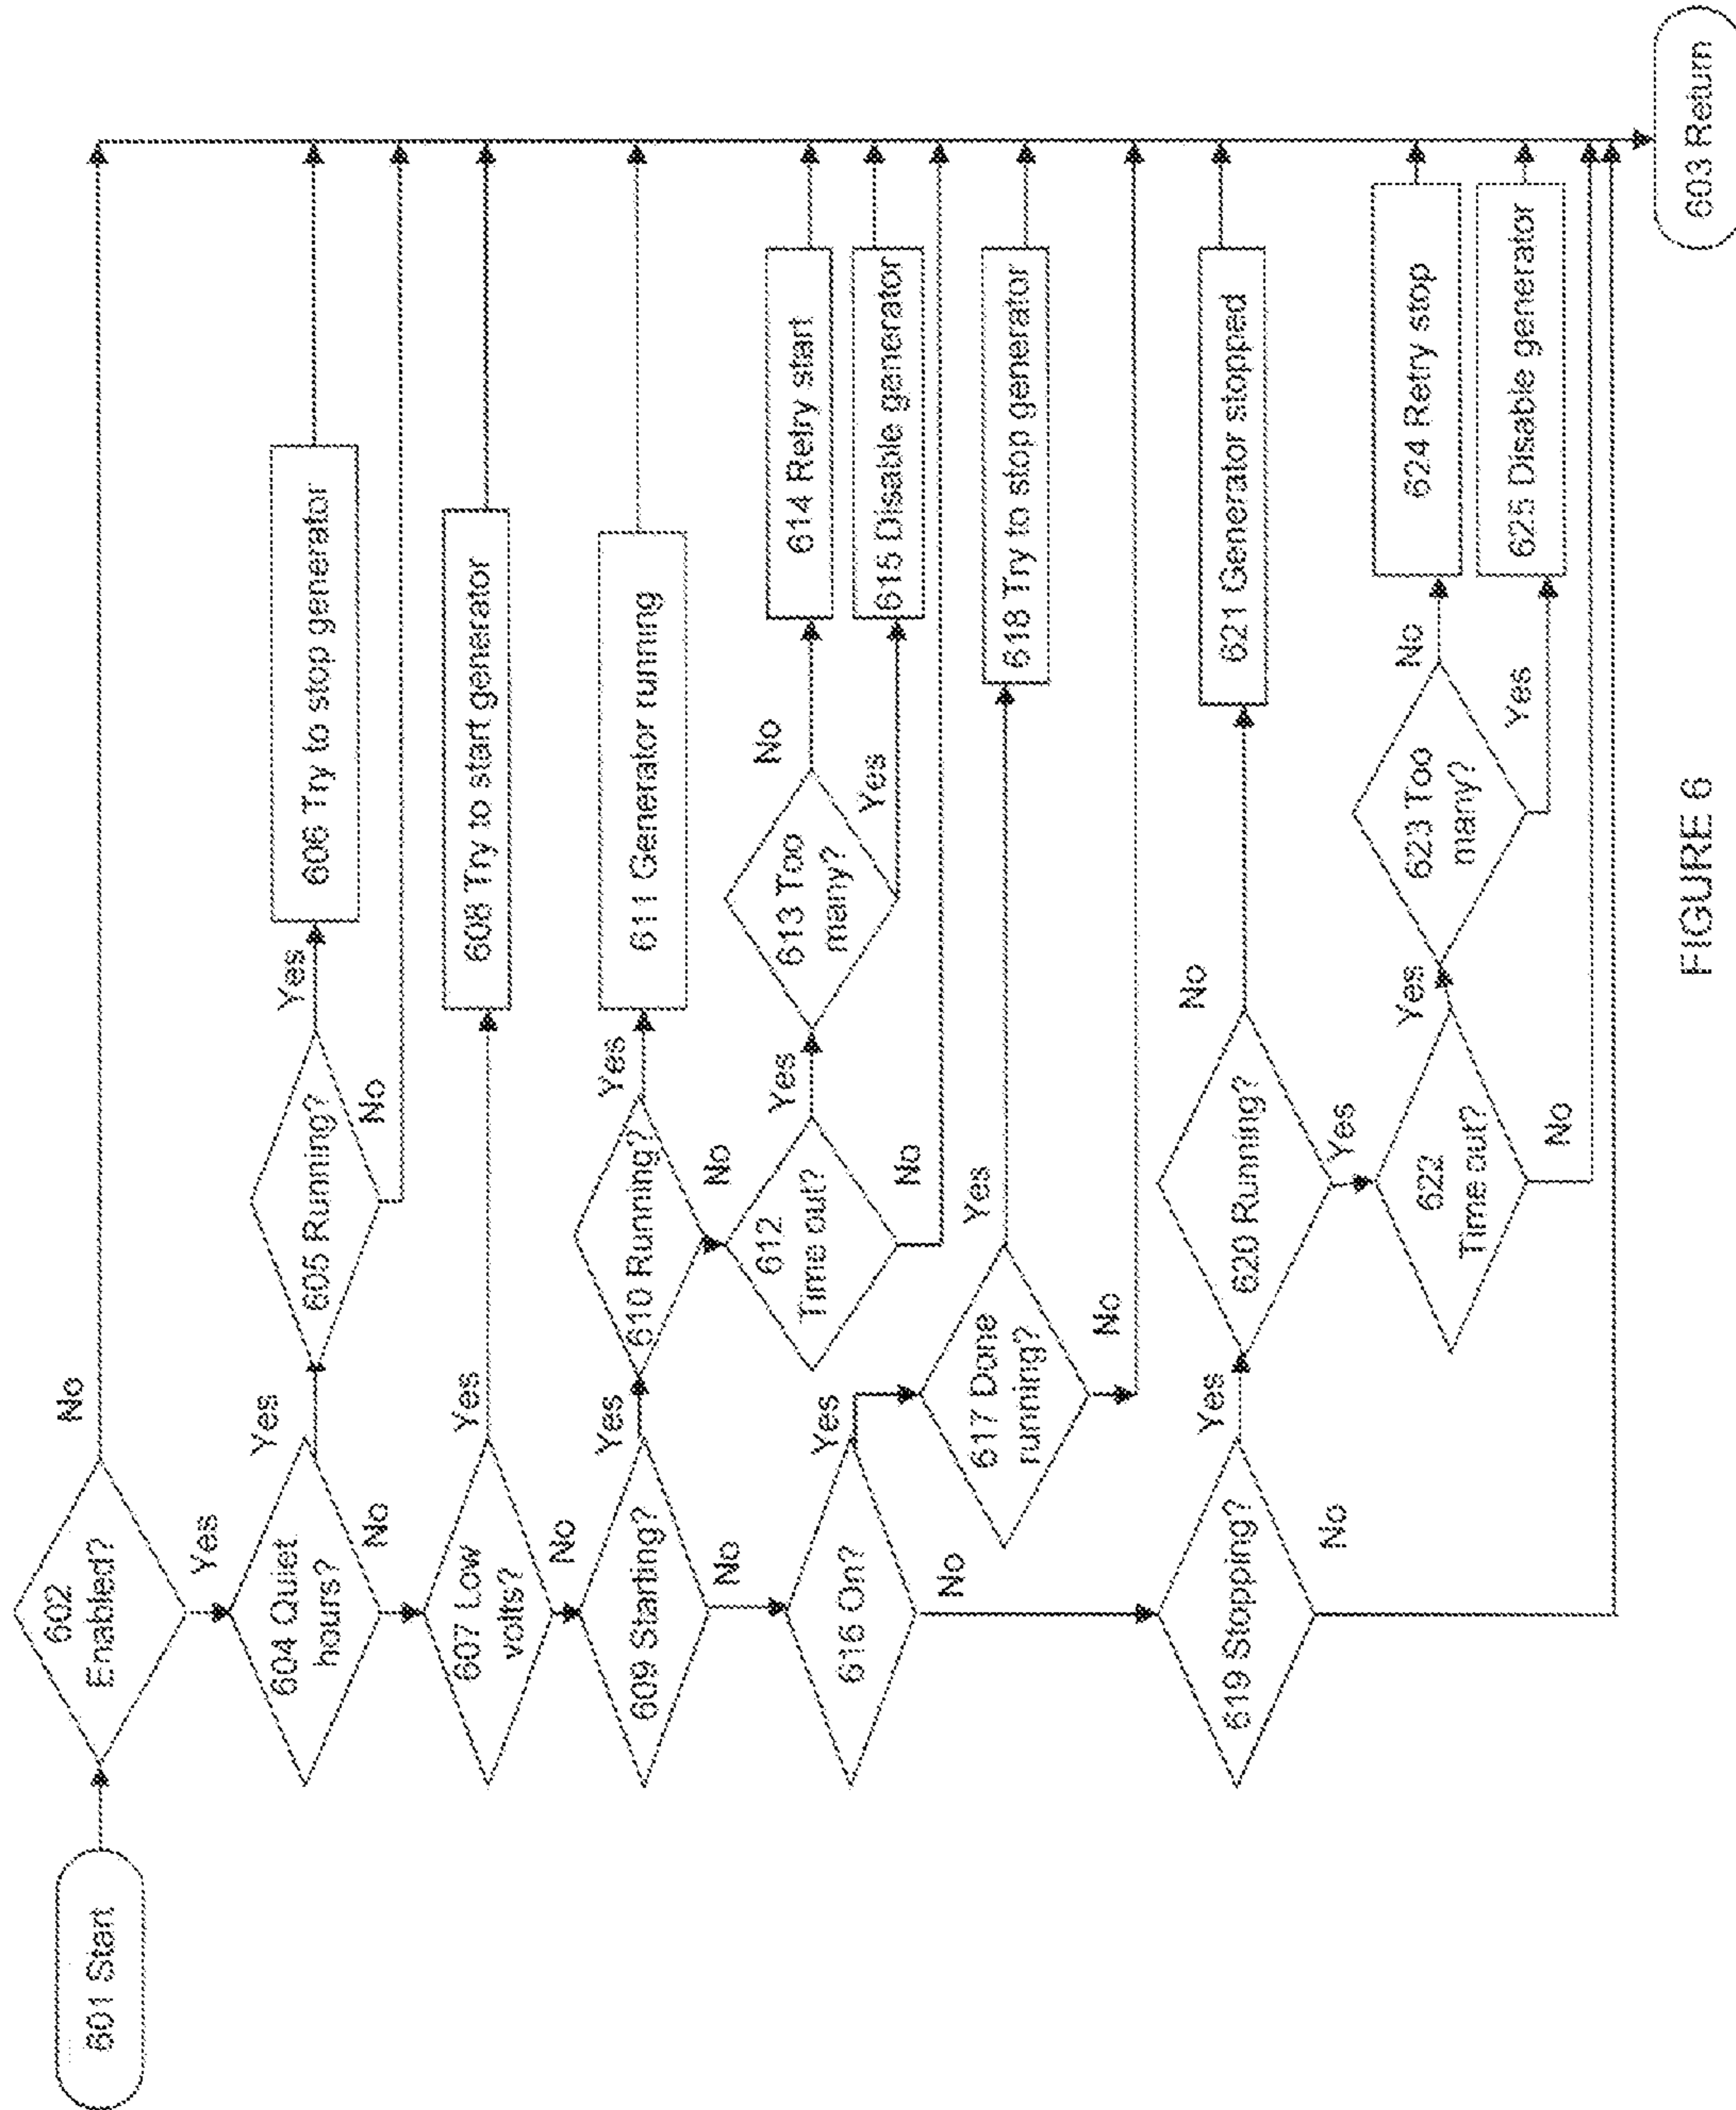 601 Start
602
Enabled?
No
Yes
604 Quiet
hours?
Yes
605 Running?
Yes
606 Try to stop generator
No
No
607 Low
volts?
Yes
608 Try to start generator
No
609 Starting?
Yes
610 Running?
Yes
611 Generator running
No
No
612
Time out?
Yes
613 Too
many?
No
614 Retry start
Yes
615 Disable generator
No
616 On?
Yes
617 Done
running?
Yes
618 Try to stop generator
No
No
619 Stopping?
Yes
620 Running?
No
621 Generator stopped
Yes
622
Time out?
Yes
623 Too
many?
No
624 Retry stop
Yes
625 Disable generator
No
No
603 Return
FIGURE 6